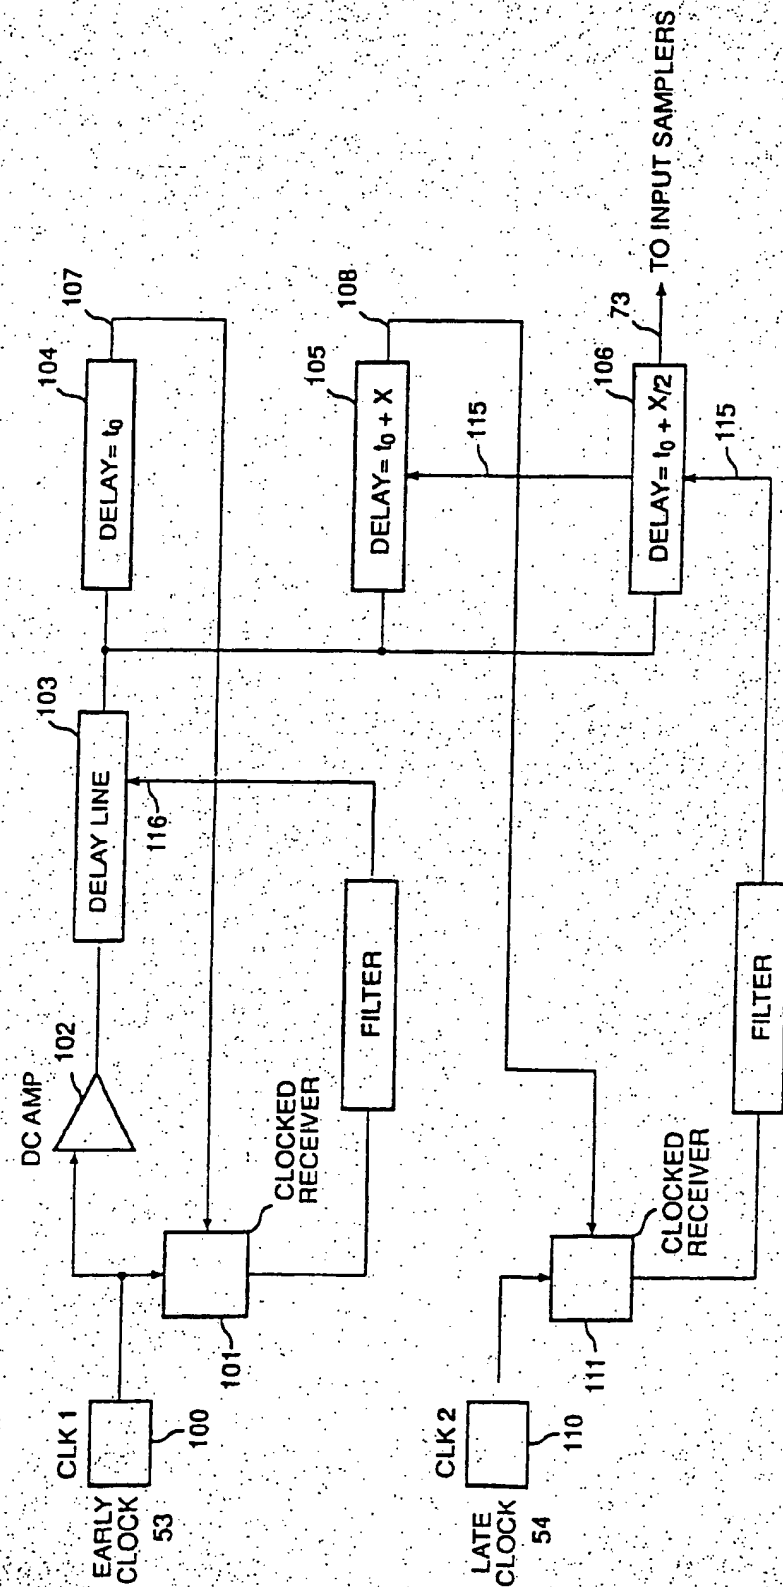 EARLY
CLOCK
53
CLK 1
100
101
CLOCKED
RECEIVER
DC AMP
102
FILTER
116
DELAY LINE
103
DELAY= t0
104
107
LATE
CLOCK
54
CLK 2
110
111
CLOCKED
RECEIVER
FILTER
DELAY= t0 + X
105
108
115
DELAY= t0 + X/2
106
115
73
TO INPUT SAMPLERS